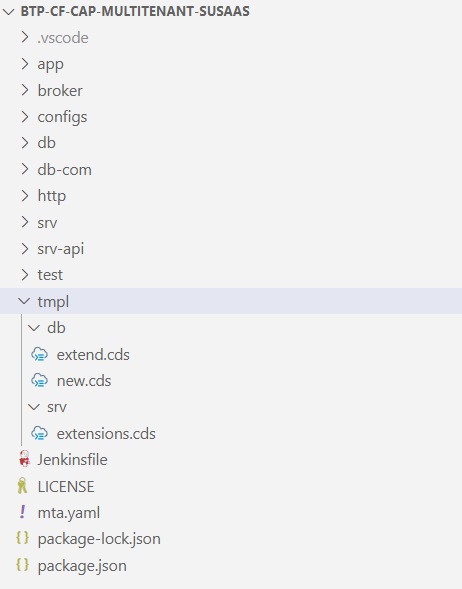 BTP-CF-CAP-MULTITENANT-SUSAAS
.vscode
app
broker
configs
db
db-com
http
srv
srv-api
test
tmpl
db
extend.cds
new.cds
srv
extensions.cds
Jenkinsfile
LICENSE
! mta.yaml
{} package-lock.json
{} package.json